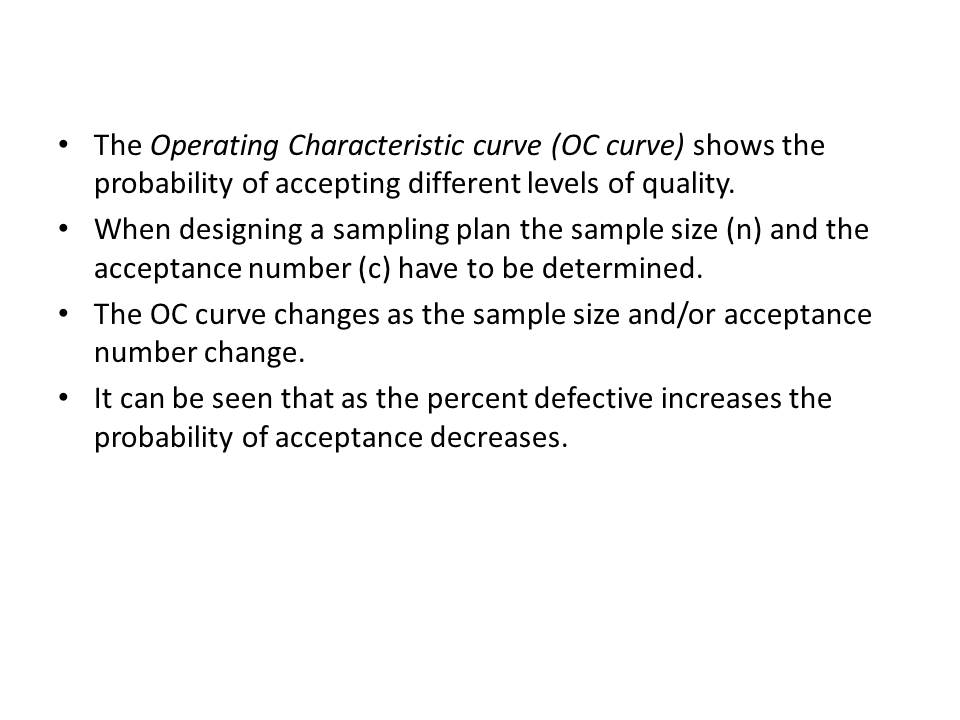 • The Operating Characteristic curve (OC curve) shows the
probability of accepting different levels of quality.
• When designing a sampling plan the sample size (n) and the
acceptance number (c) have to be determined.
• The OC curve changes as the sample size and/or acceptance
number change.
• It can be seen that as the percent defective increases the
probability of acceptance decreases.